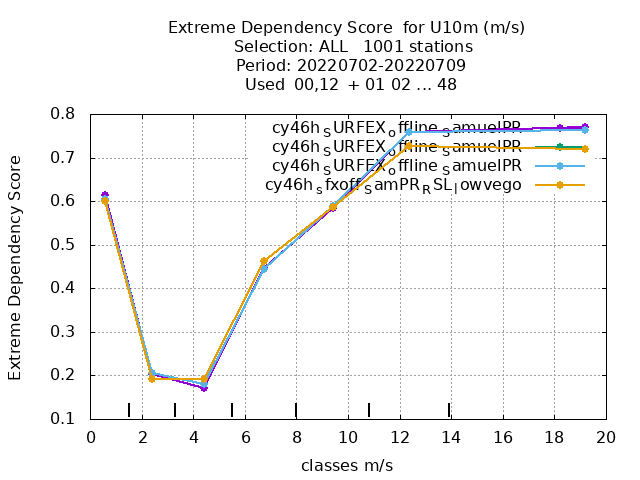 Extreme Dependency Score for U10m (m/s)
Selection: ALL 1001 stations
Period: 20220702-20220709
Used 00,12 + 01 02 ... 48
cy46h_SURFEX_offline_SamuelPR
cy46h_SURFEX_offline_SamuelPR
cy46h_SURFEX_offline_SamuelPR
cy46h_sfxoff_SamPR_RSL_lowvego
Extreme Dependency Score
0.8
0.7
0.6
0.5
0.4
0.3
0.2
0.1
0 2 4 6 8 10 12 14 16 18 20
classes m/s